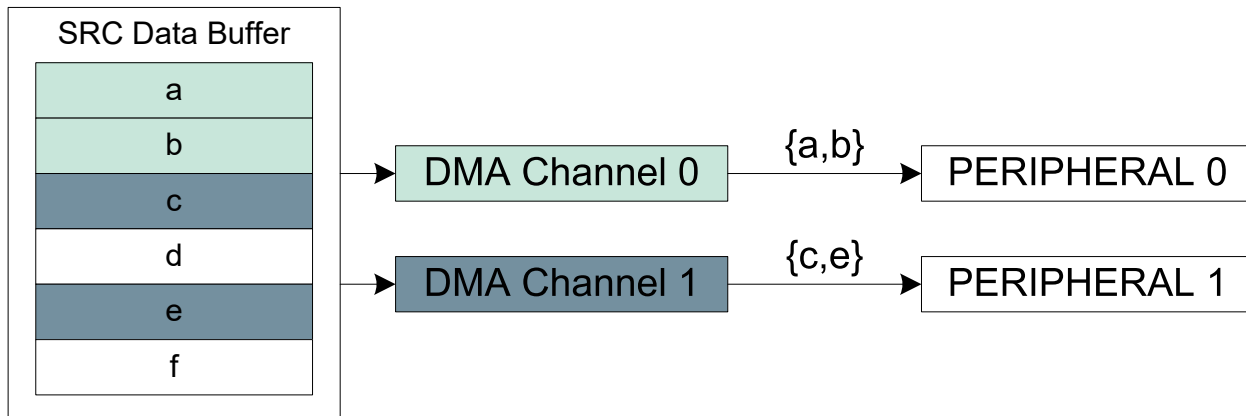 SRC Data Buffer
a
b
c
d
e
f
DMA Channel 0
{a,b}
PERIPHERAL 0
DMA Channel 1
{c,e}
PERIPHERAL 1